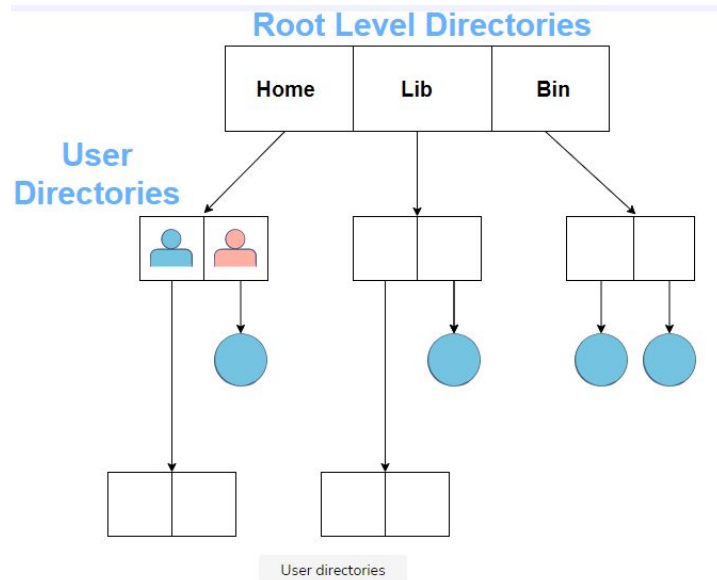 Root Level Directories
Home Lib Bin
User
Directories
User directories